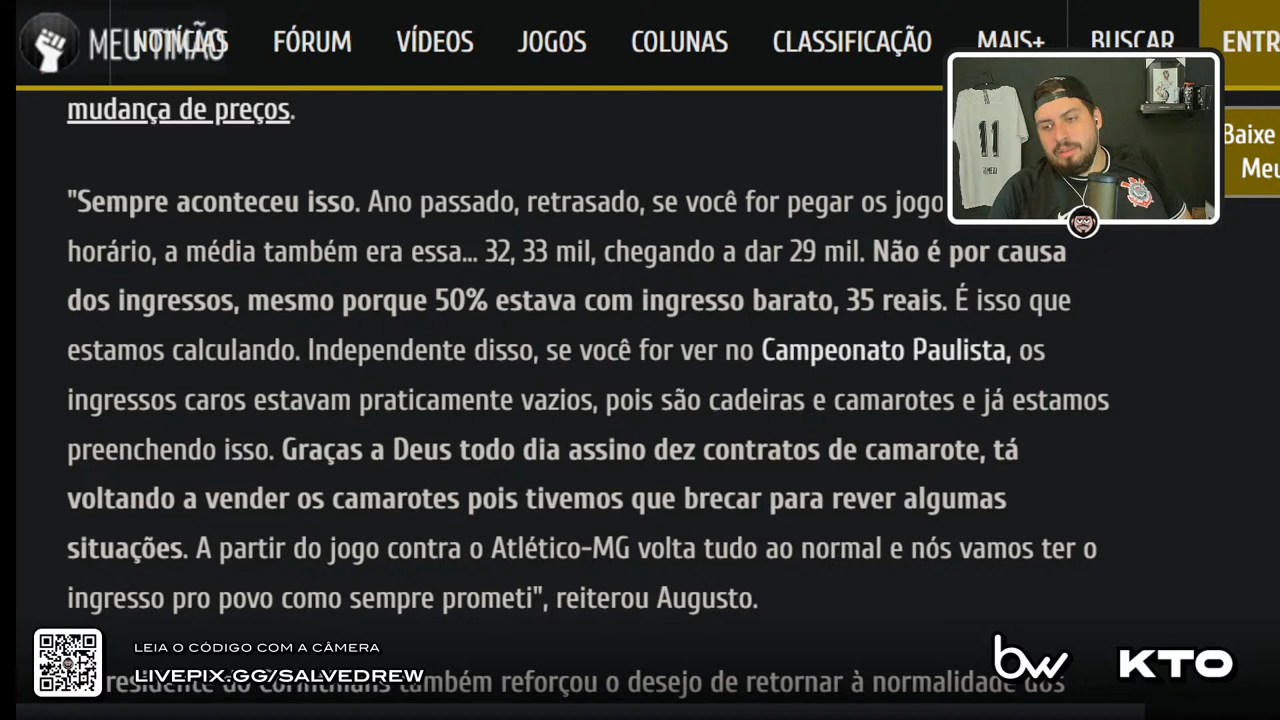 MEU TIMÃO
NOTÍCIAS FÓRUM VÍDEOS JOGOS COLUNAS CLASSIFICAÇÃO MAIS+ BUSCAR ENTR
Baixe
Meu
mudança de preços.
11
"Sempre aconteceu isso. Ano passado, retrasado, se você for pegar os jogo
horário, a média também era essa... 32, 33 mil, chegando a dar 29 mil. Não é por causa
dos ingressos, mesmo porque 50% estava com ingresso barato, 35 reais. É isso que
estamos calculando. Independente disso, se você for ver no Campeonato Paulista, os
ingressos caros estavam praticamente vazios, pois são cadeiras e camarotes e já estamos
preenchendo isso. Graças a Deus todo dia assino dez contratos de camarote, tá
voltando a vender os camarotes pois tivemos que brecar para rever algumas
situações. A partir do jogo contra o Atlético-MG volta tudo ao normal e nós vamos ter o
ingresso pro povo como sempre prometi", reiterou Augusto.
LEIA O CÓDIGO COM A CÂMERA
LIVEPIX.GG/SALVEDREW
bw KTO
residente do Corinthians também reforçou o desejo de retornar à normalidade dos